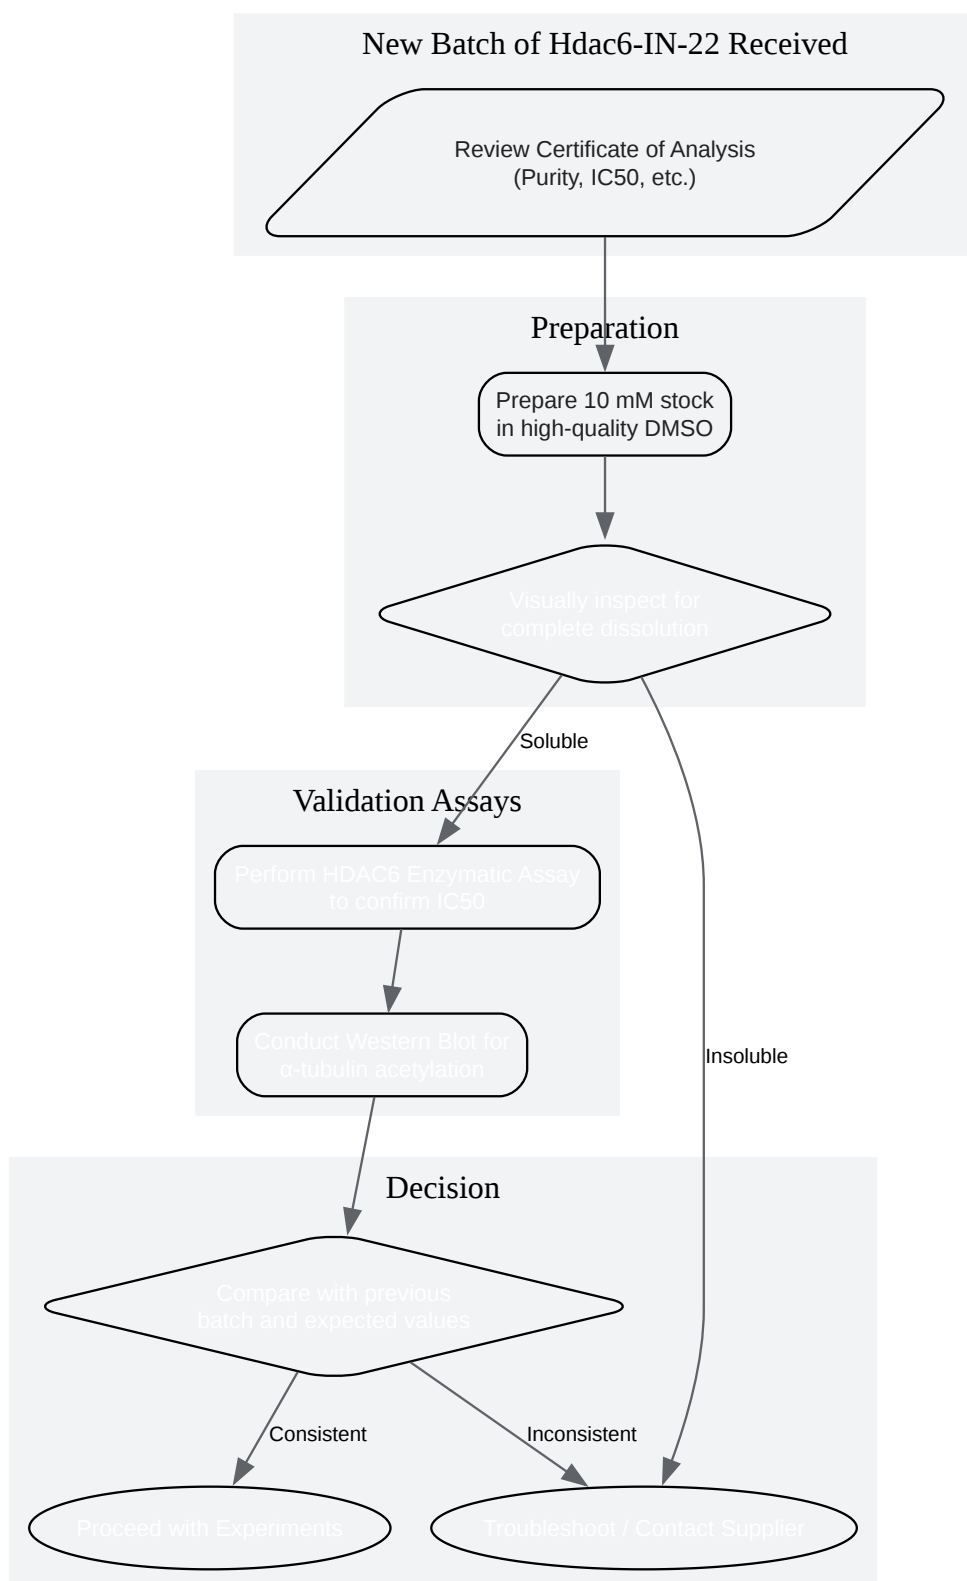 New Batch of Hdac6-IN-22 Received
Review Certificate of Analysis
(Purity, IC50, etc.)
Preparation
Prepare 10 mM stock
in high-quality DMSO
Visually inspect for
complete dissolution
Soluble
Validation Assays
Perform HDAC6 Enzymatic Assay
to confirm IC50
Conduct Western Blot for
α-tubulin acetylation
Insoluble
Decision
Compare with previous
batch and expected values
Consistent
Inconsistent
Proceed with Experiments
Troubleshoot / Contact Supplier